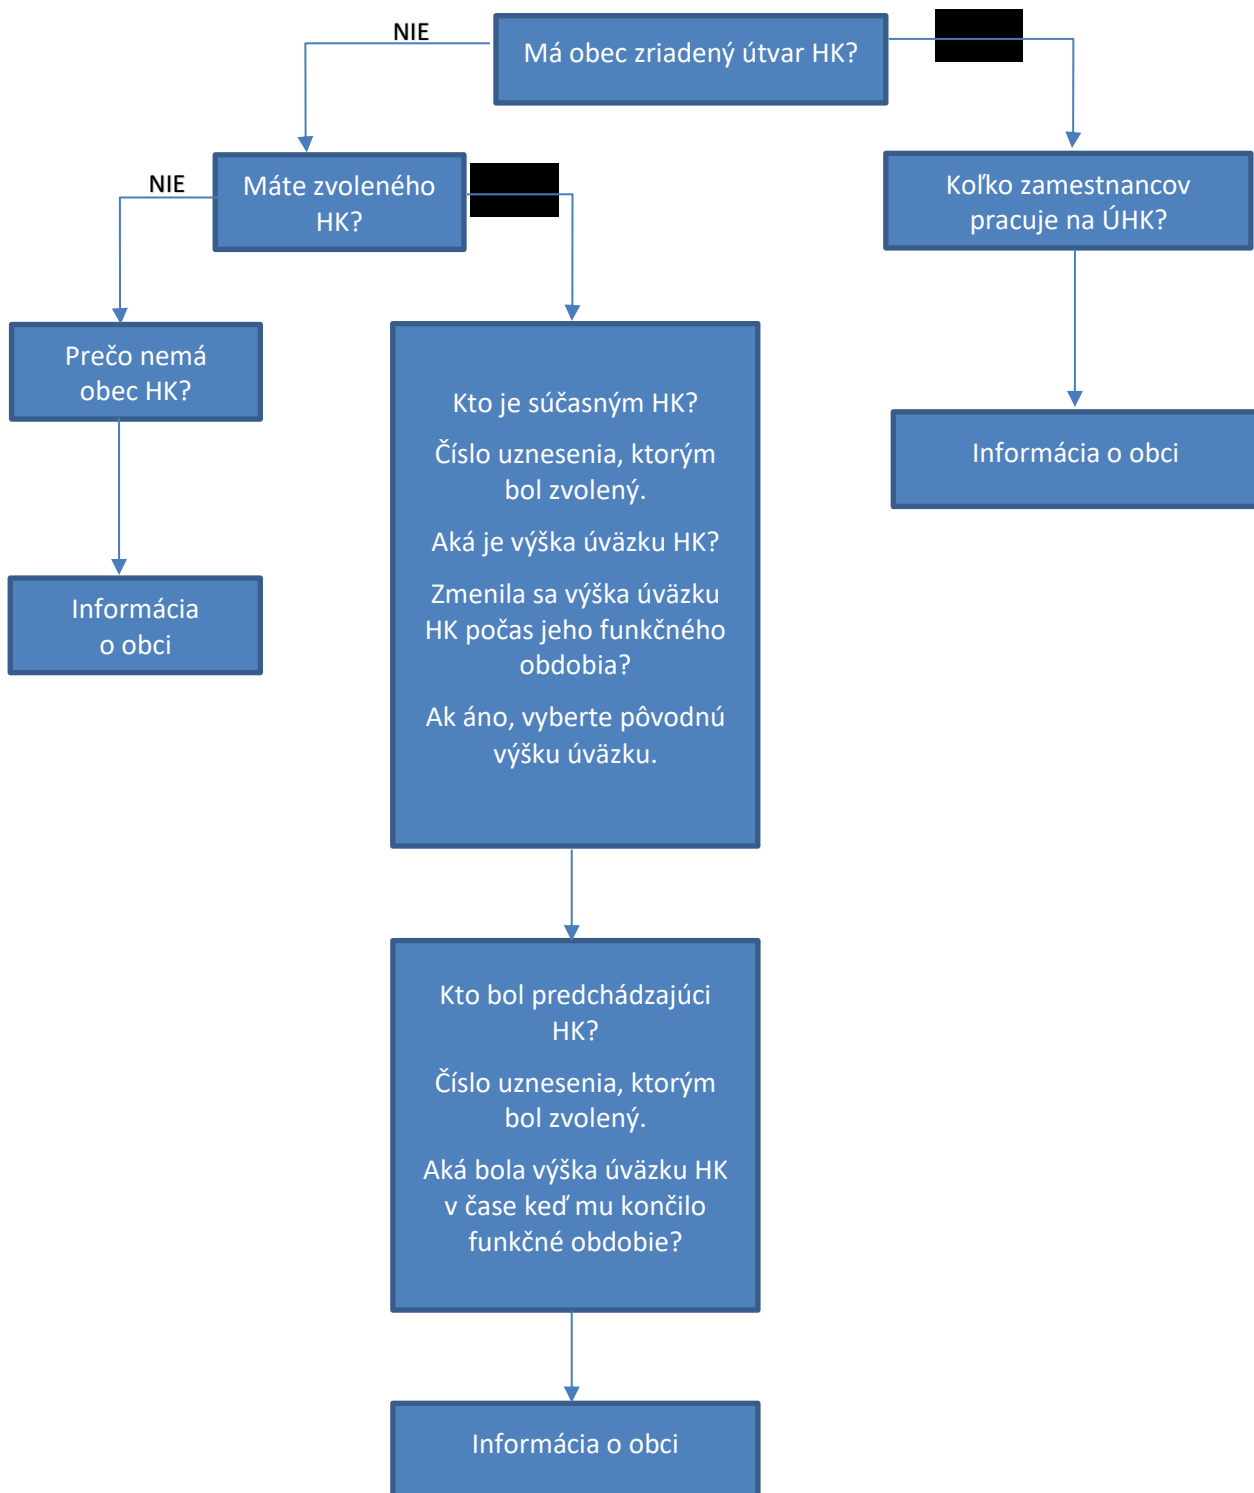 NIE
Má obec zriadený útvar HK?
NIE
Máte zvoleného
HK?
Koľko zamestnancov
pracuje na ÚHK?
Prečo nemá
obec HK?
Kto je súčasným HK?
Číslo uznesenia, ktorým
bol zvolený.
Aká je výška úväzku HK?
Zmenila sa výška úväzku
HK počas jeho funkčného
obdobia?
Ak áno, vyberte pôvodnú
výšku úväzku.
Informácia o obci
Informácia
o obci
Kto bol predchádzajúci
HK?
Číslo uznesenia, ktorým
bol zvolený.
Aká bola výška úväzku HK
v čase keď mu končilo
funkčné obdobie?
Informácia o obci